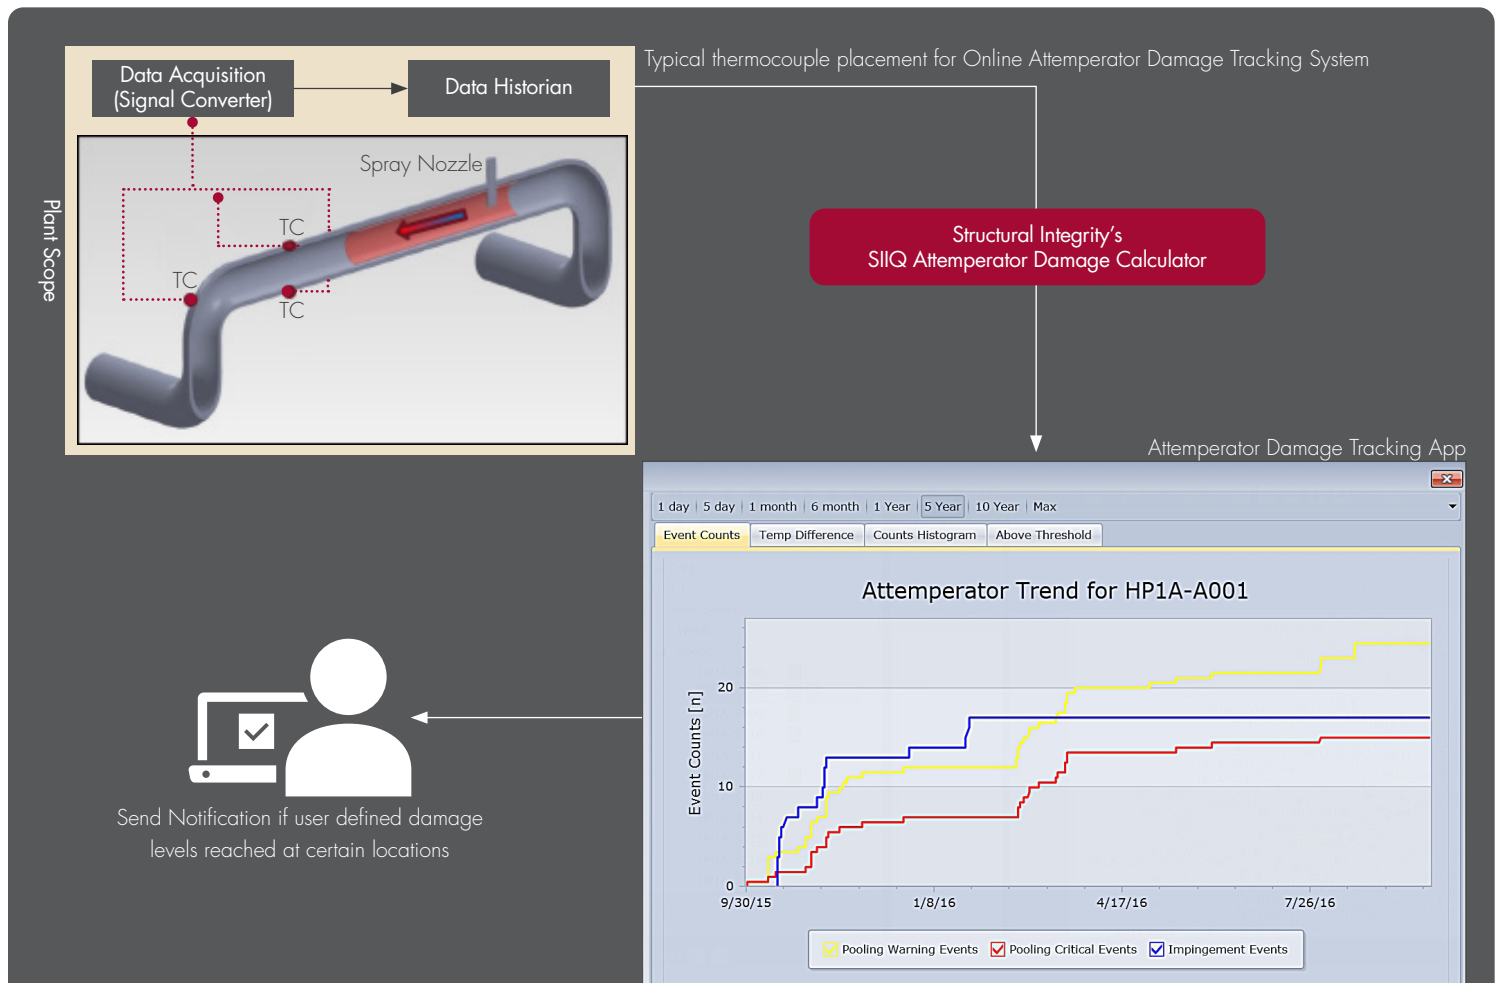 Typical thermocouple placement for Online Attemperator Damage Tracking System
Data Acquisition
(Signal Converter)
Data Historian
Spray Nozzle
Plant Scope
TC
TC
TC
Structural Integrity's
SIIQ Attemperator Damage Calculator
Attemperator Damage Tracking App
1 day 5 day 1 month 6 month 1 Year 5 Year 10 Year Max
Event Counts Temp Difference Counts Histogram Above Threshold
Attemperator Trend for HP1A-A001
Event Counts [n]
20
10
0
9/30/15 1/8/16 4/17/16 7/26/16
Pooling Warning Events Pooling Critical Events Impingement Events
Send Notification if user defined damage
levels reached at certain locations